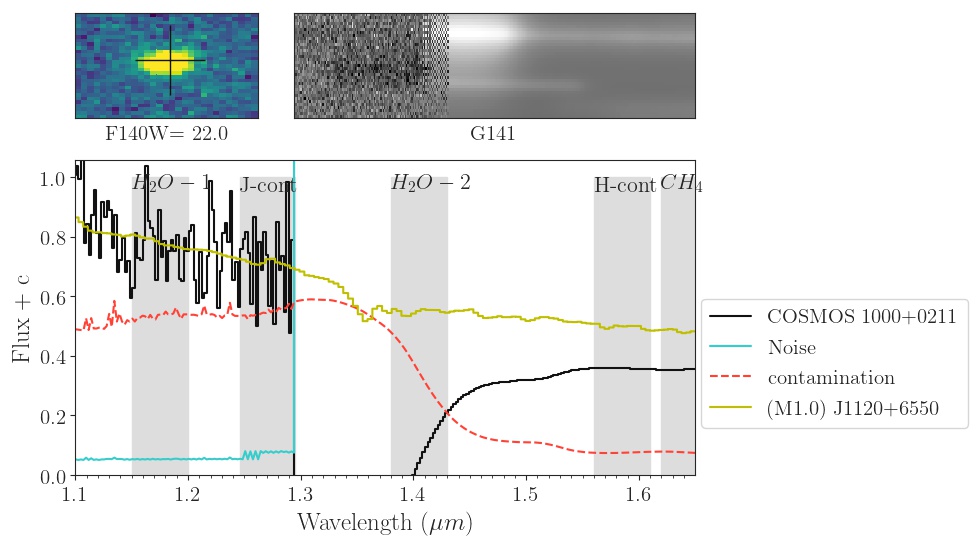 F140W= 22.0
G141
H₂O − 1
J-cont
H₂O − 2
H-cont
CH₄
1.0
0.8
0.6
0.4
0.2
0.0
Flux + c
1.1
1.2
1.3
1.4
1.5
1.6
Wavelength (μm)
COSMOS 1000+0211
Noise
contamination
(M1.0) J1120+6550